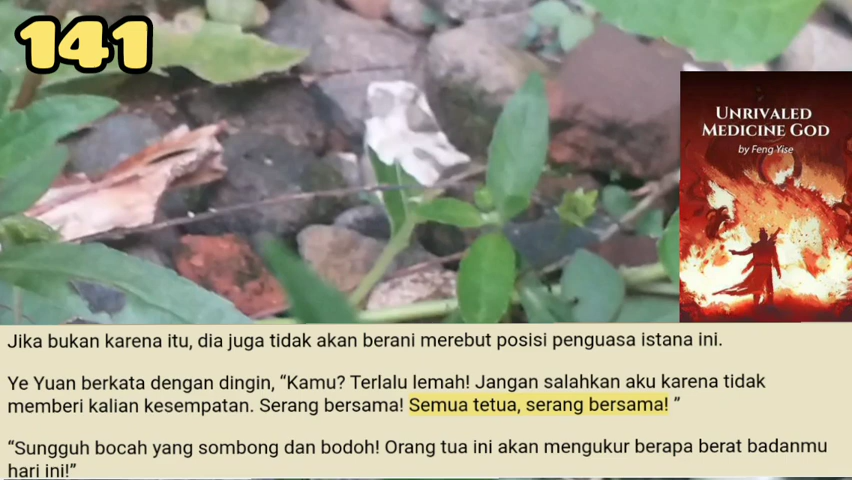 141
UNRIVALED
MEDICINE GOD
by Feng Yise
Jika bukan karena itu, dia juga tidak akan berani merebut posisi penguasa istana ini.
Ye Yuan berkata dengan dingin, “Kamu? Terlalu lemah! Jangan salahkan aku karena tidak
memberi kalian kesempatan. Serang bersama! Semua tetua, serang bersama! ”
“Sungguh bocah yang sombong dan bodoh! Orang tua ini akan mengukur berapa berat badanmu
hari ini!”